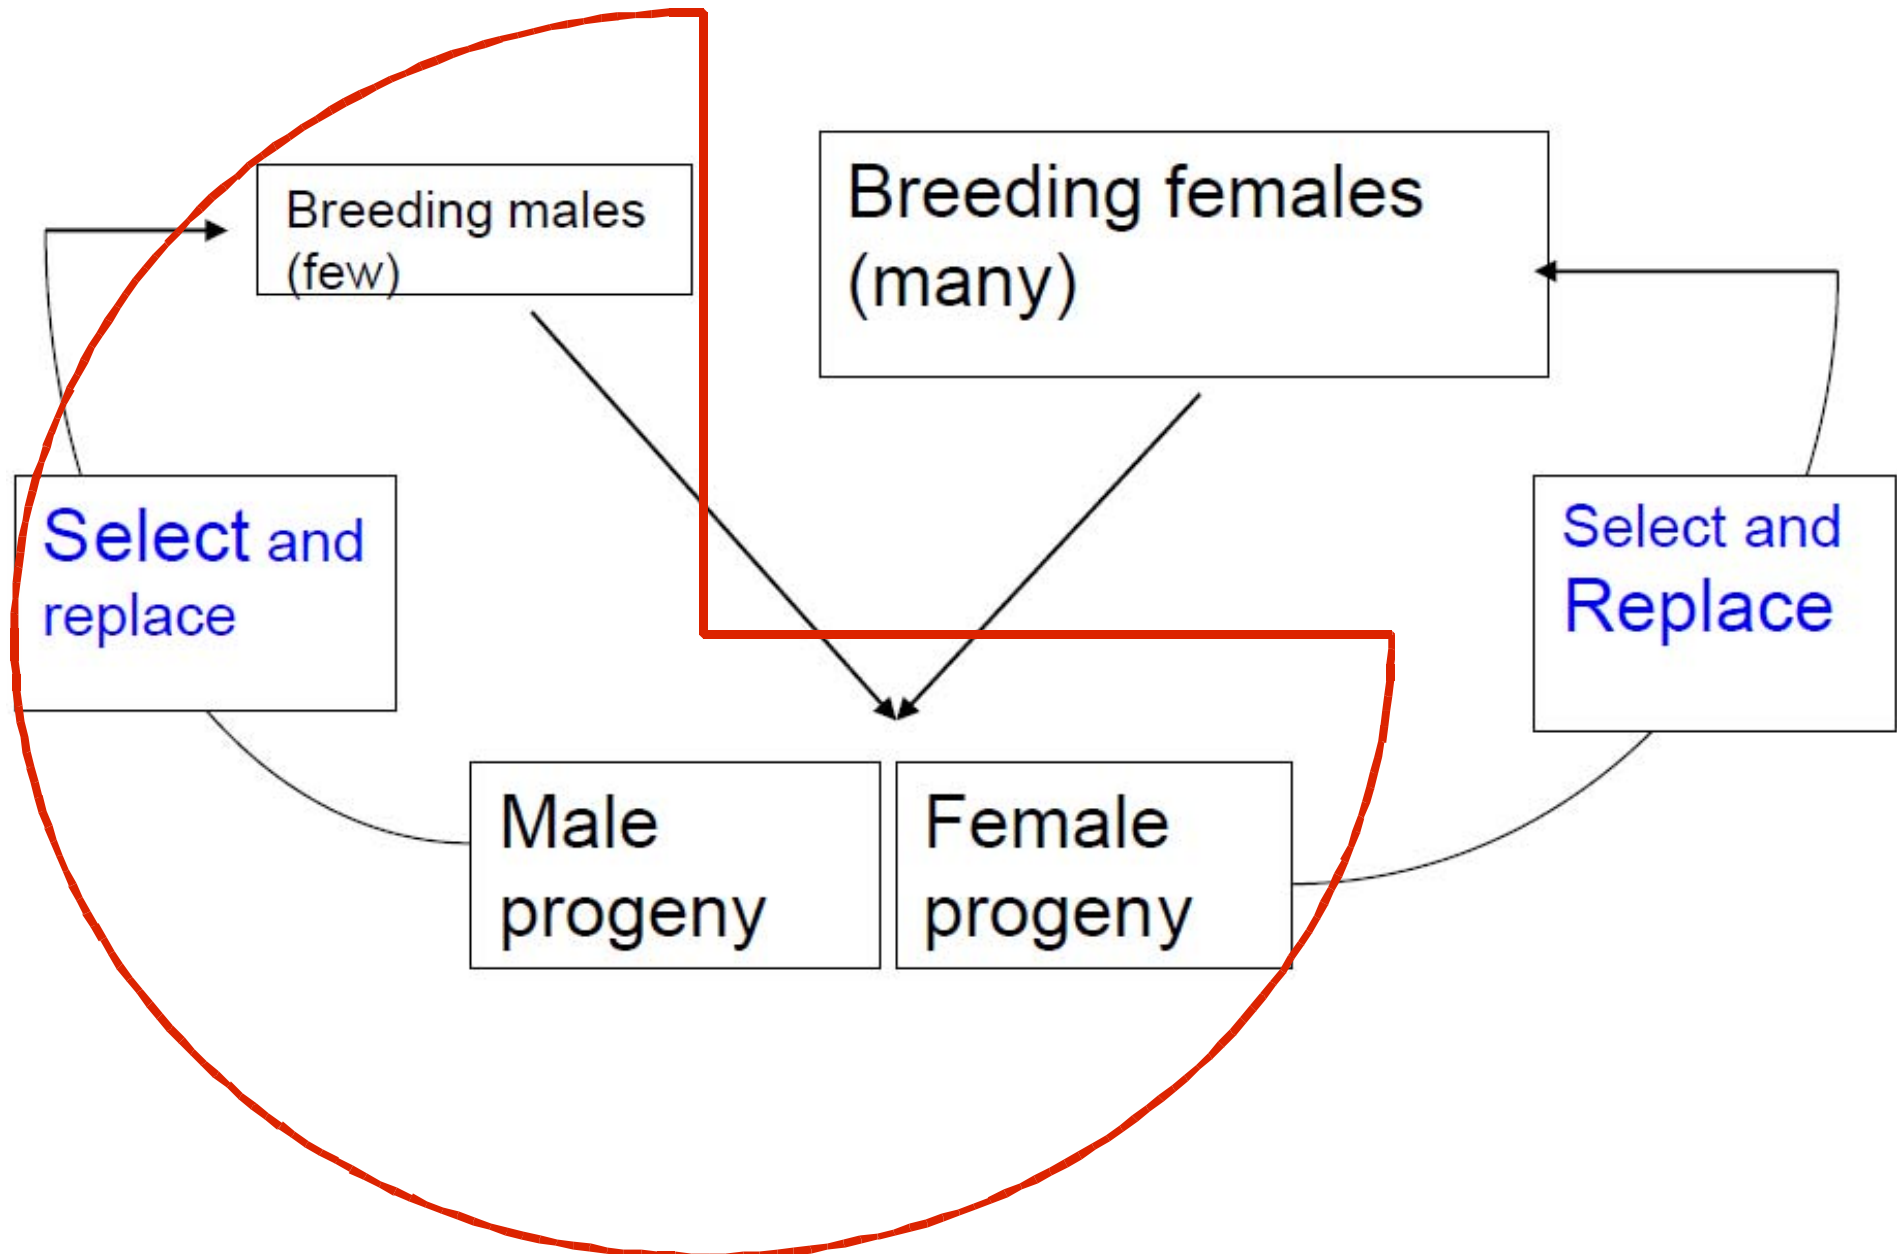 Breeding males
(few)
Breeding females
(many)
Select and
replace
Select and
Replace
Male
progeny
Female
progeny